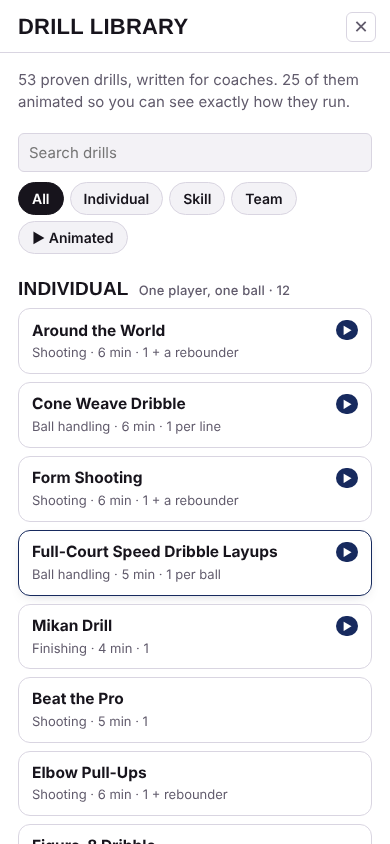 DRILL LIBRARY
53 proven drills, written for coaches. 25 of them
animated so you can see exactly how they run.
Search drills
All Individual Skill Team
▶ Animated
INDIVIDUAL One player, one ball · 12
Around the World
Shooting · 6 min · 1 + a rebounder
Cone Weave Dribble
Ball handling · 6 min · 1 per line
Form Shooting
Shooting · 6 min · 1 + a rebounder
Full-Court Speed Dribble Layups
Ball handling · 5 min · 1 per ball
Mikan Drill
Finishing · 4 min · 1
Beat the Pro
Shooting · 5 min · 1
Elbow Pull-Ups
Shooting · 6 min · 1 + rebounder
Figure-8 Dribble